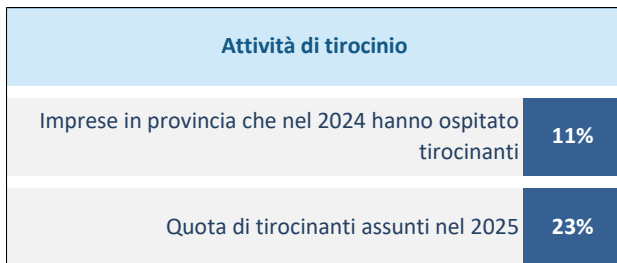 Attività di tirocinio
Imprese in provincia che nel 2024 hanno ospitato
tirocinanti
11%
Quota di tirocinanti assunti nel 2025
23%